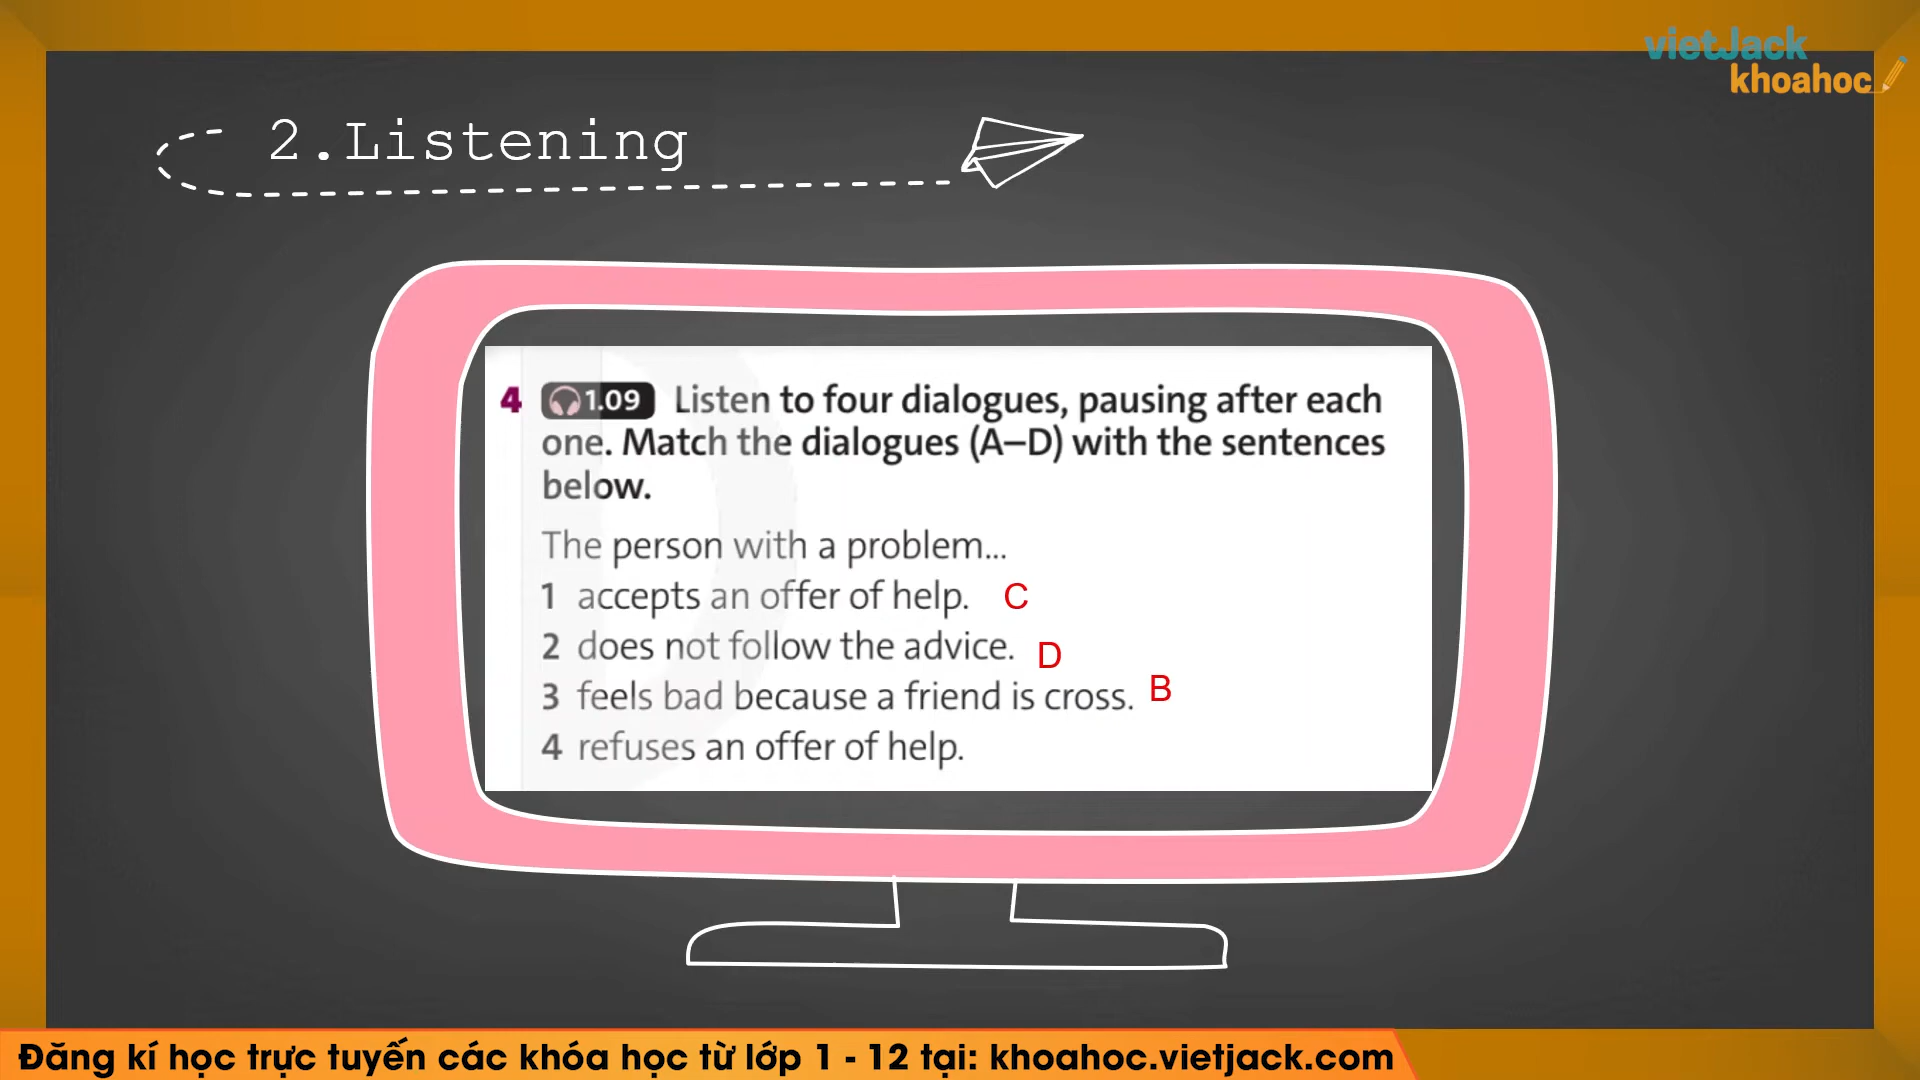 vietJack
khoahoc
2.Listening
4 1.09 Listen to four dialogues, pausing after each
one. Match the dialogues (A–D) with the sentences
below.
The person with a problem...
1 accepts an offer of help. C
2 does not follow the advice. D
3 feels bad because a friend is cross. B
4 refuses an offer of help.
Đăng kí học trực tuyến các khóa học từ lớp 1 - 12 tại: khoahoc.vietjack.com